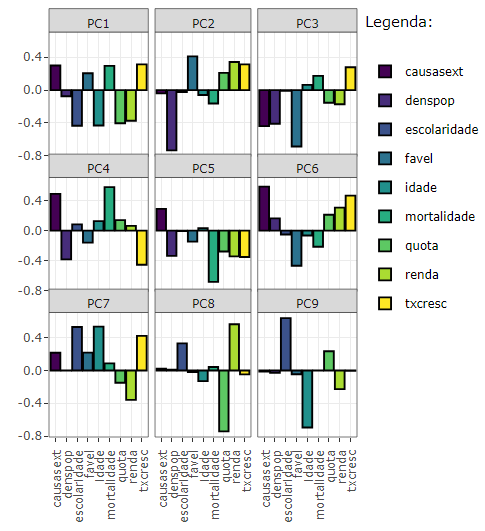 PC1
PC2
PC3
Legenda:
causasext
denspop
escolaridade
favel
idade
mortalidade
quota
renda
txcresc
0.4
0.0
-0.4
-0.8
PC4
PC5
PC6
0.4
0.0
-0.4
-0.8
PC7
PC8
PC9
0.4
0.0
-0.4
-0.8
causasext
denspop
escolaridade
favel
idade
mortalidade
quota
renda
txcresc
causasext
denspop
escolaridade
favel
idade
mortalidade
quota
renda
txcresc
causasext
denspop
escolaridade
favel
idade
mortalidade
quota
renda
txcresc